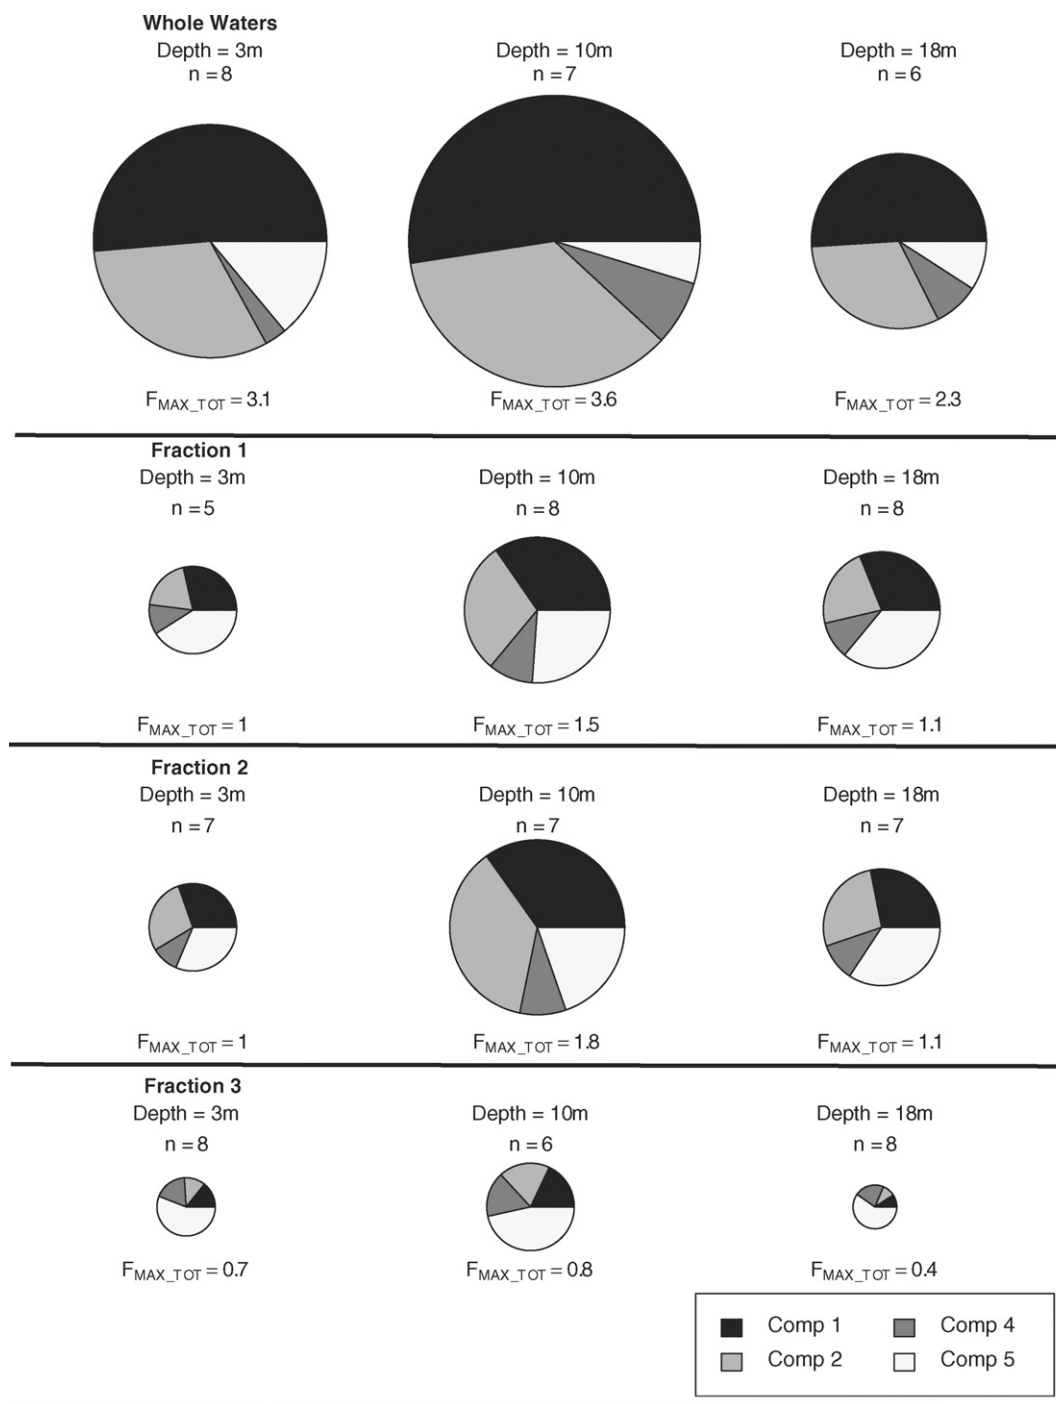 Whole Waters
Depth = 3m Depth = 10m Depth = 18m
n = 8 n = 7 n = 6
FMAX_TOT = 3.1 FMAX_TOT = 3.6 FMAX_TOT = 2.3
Fraction 1
Depth = 3m Depth = 10m Depth = 18m
n = 5 n = 8 n = 8
FMAX_TOT = 1 FMAX_TOT = 1.5 FMAX_TOT = 1.1
Fraction 2
Depth = 3m Depth = 10m Depth = 18m
n = 7 n = 7 n = 7
FMAX_TOT = 1 FMAX_TOT = 1.8 FMAX_TOT = 1.1
Fraction 3
Depth = 3m Depth = 10m Depth = 18m
n = 8 n = 6 n = 8
FMAX_TOT = 0.7 FMAX_TOT = 0.8 FMAX_TOT = 0.4
Comp 1 Comp 4
Comp 2 Comp 5